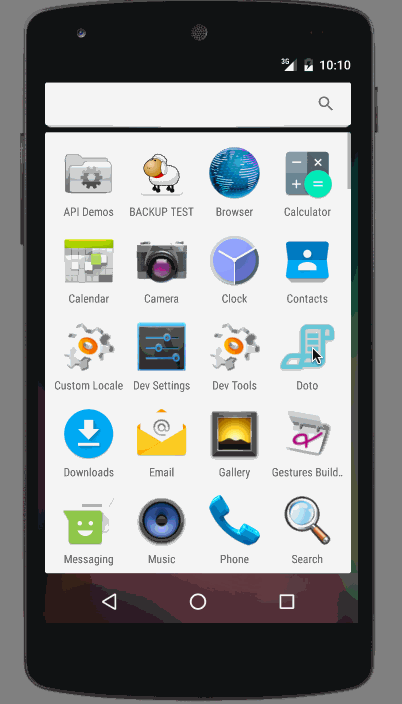 3G 10:10
API Demos BACKUP TEST Browser Calculator
Calendar Camera Clock Contacts
Custom Locale Dev Settings Dev Tools Doto
Downloads Email Gallery Gestures Build..
Messaging Music Phone Search